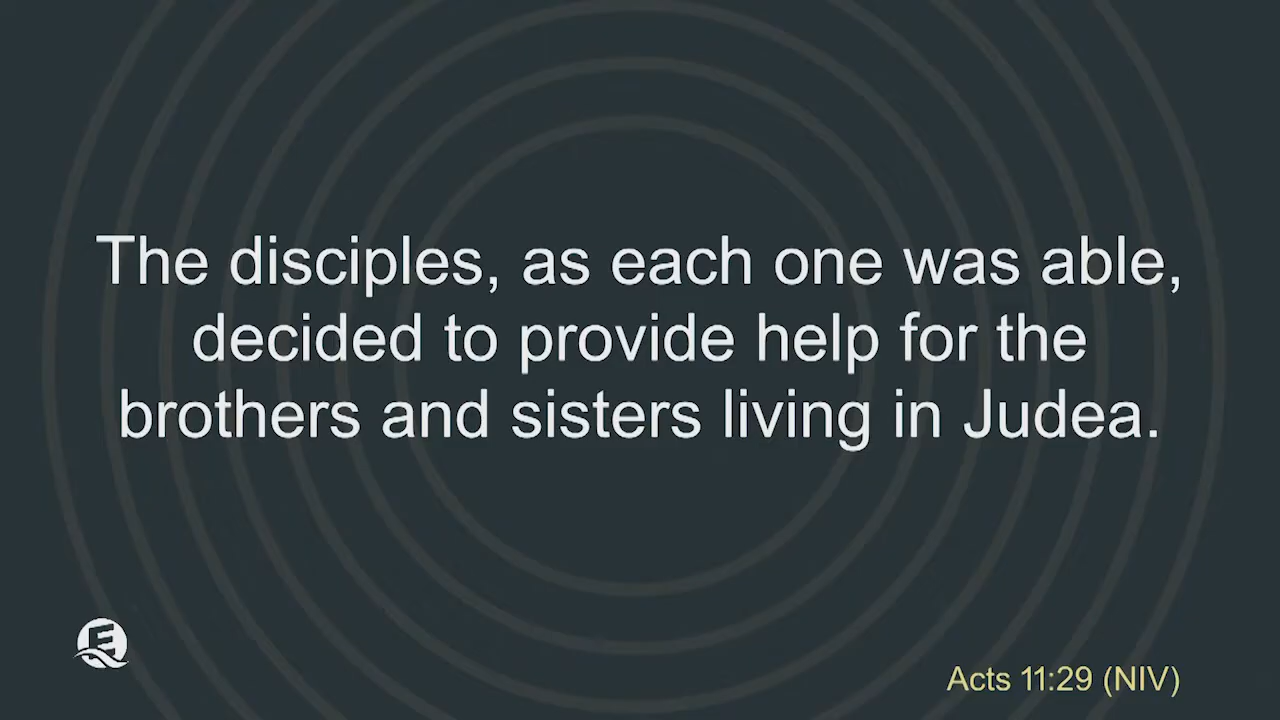 The disciples, as each one was able,
decided to provide help for the
brothers and sisters living in Judea.
Acts 11:29 (NIV)